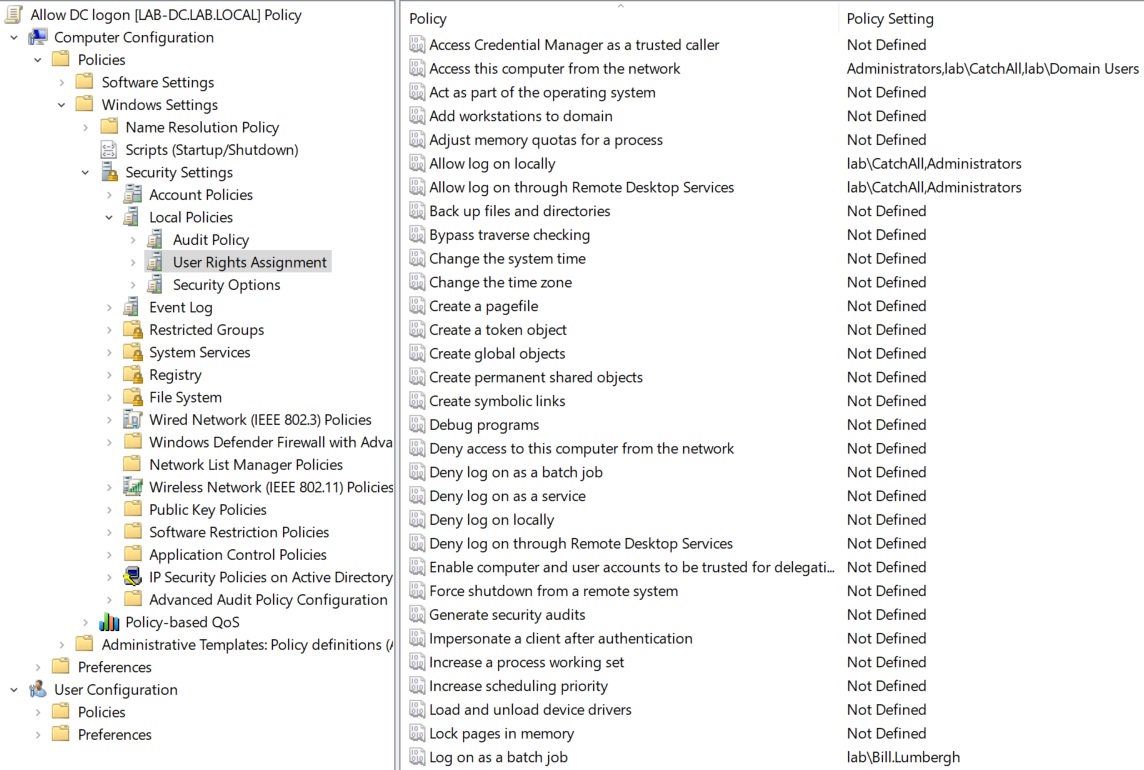 Allow DC logon [LAB-DC.LAB.LOCAL] Policy
Computer Configuration
Policies
Software Settings
Windows Settings
Name Resolution Policy
Scripts (Startup/Shutdown)
Security Settings
Account Policies
Local Policies
Audit Policy
User Rights Assignment
Security Options
Event Log
Restricted Groups
System Services
Registry
File System
Wired Network (IEEE 802.3) Policies
Windows Defender Firewall with Adva
Network List Manager Policies
Wireless Network (IEEE 802.11) Policies
Public Key Policies
Software Restriction Policies
Application Control Policies
IP Security Policies on Active Directory
Advanced Audit Policy Configuration
Policy-based QoS
Administrative Templates: Policy definitions (
Preferences
User Configuration
Policies
Preferences
Policy Policy Setting
Access Credential Manager as a trusted caller Not Defined
Access this computer from the network Administrators,lab\CatchAll,lab\Domain Users
Act as part of the operating system Not Defined
Add workstations to domain Not Defined
Adjust memory quotas for a process Not Defined
Allow log on locally lab\CatchAll,Administrators
Allow log on through Remote Desktop Services lab\CatchAll,Administrators
Back up files and directories Not Defined
Bypass traverse checking Not Defined
Change the system time Not Defined
Change the time zone Not Defined
Create a pagefile Not Defined
Create a token object Not Defined
Create global objects Not Defined
Create permanent shared objects Not Defined
Create symbolic links Not Defined
Debug programs Not Defined
Deny access to this computer from the network Not Defined
Deny log on as a batch job Not Defined
Deny log on as a service Not Defined
Deny log on locally Not Defined
Deny log on through Remote Desktop Services Not Defined
Enable computer and user accounts to be trusted for delegati... Not Defined
Force shutdown from a remote system Not Defined
Generate security audits Not Defined
Impersonate a client after authentication Not Defined
Increase a process working set Not Defined
Increase scheduling priority Not Defined
Load and unload device drivers Not Defined
Lock pages in memory Not Defined
Log on as a batch job lab\Bill.Lumbergh